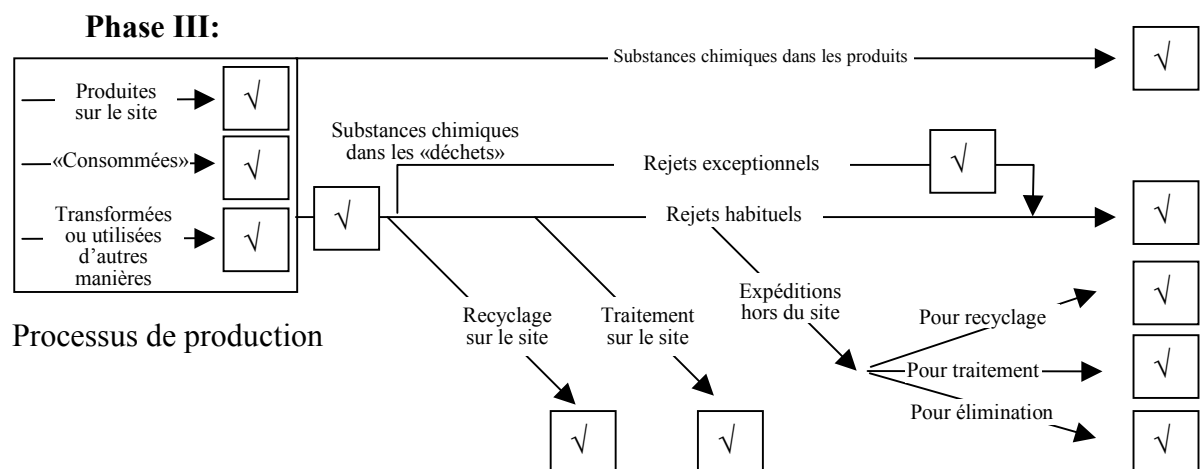 Phase III:
Substances chimiques dans les produits
√
Produites
sur le site
√
«Consommées»
√
Transformées
ou utilisées
d'autres
manières
√
Processus de production
Substances chimiques
dans les «déchets»
√
Rejets exceptionnels
√
Rejets habituels
√
Recyclage
sur le site
√
Traitement
sur le site
√
Expéditions
hors du site
Pour recyclage
√
Pour traitement
√
Pour élimination
√